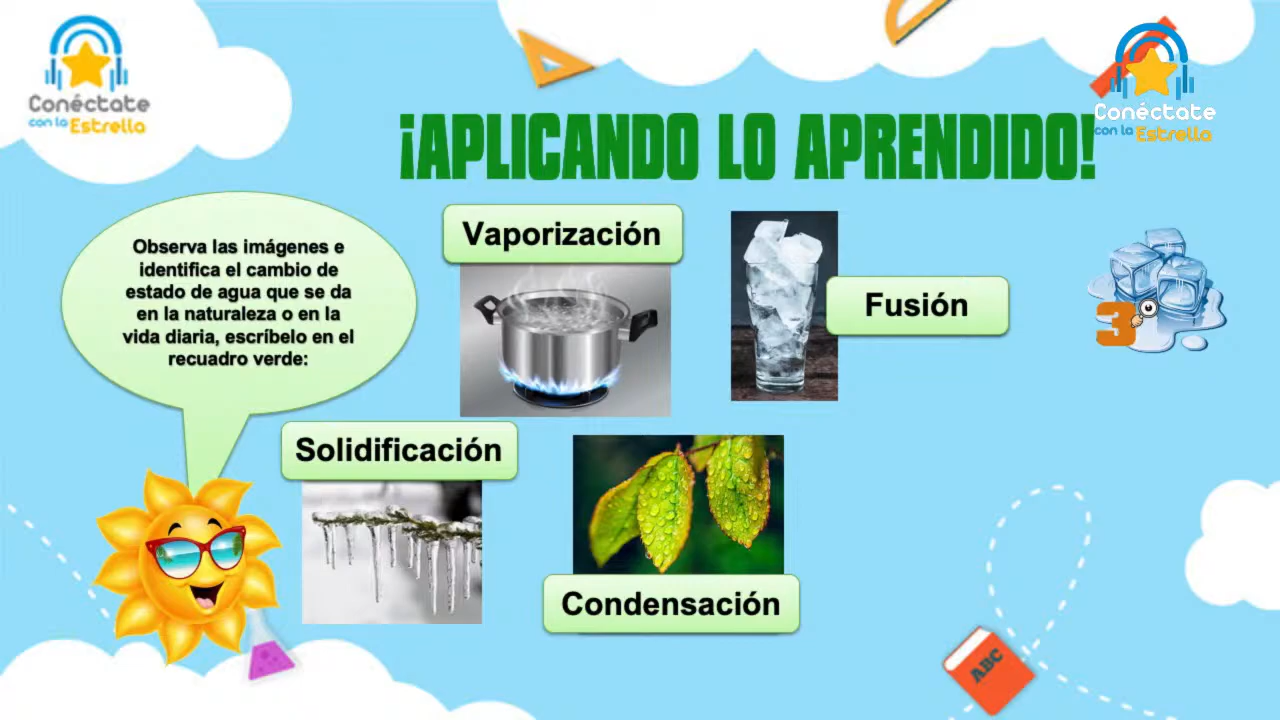 Conéctate
con la Estrella
Conéctate
con la Estrella
¡APLICANDO LO APRENDIDO!
Observa las imágenes e
identifica el cambio de
estado de agua que se da
en la naturaleza o en la
vida diaria, escríbelo en el
recuadro verde:
Vaporización
Fusión
3°
Solidificación
Condensación
ABC